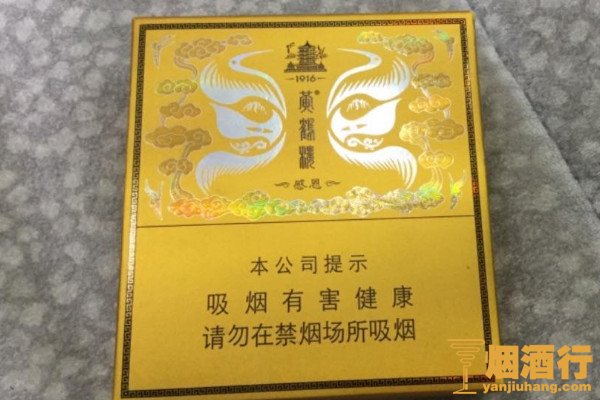 1916
黄鹤楼
感恩
本公司提示
吸烟有害健康
请勿在禁烟场所吸烟
烟酒行
yanjiuhang.com